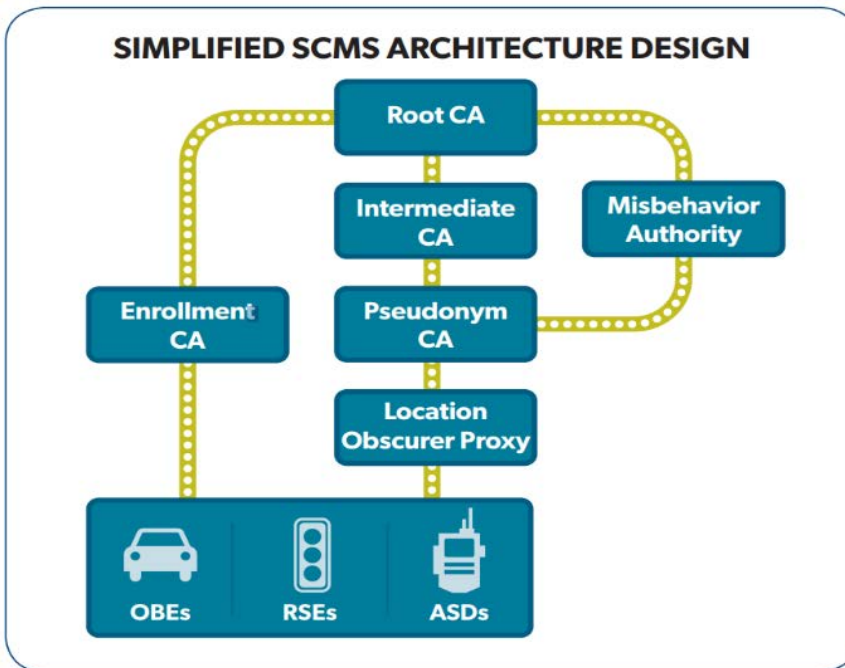 SIMPLIFIED SCMS ARCHITECTURE DESIGN
Root CA
Intermediate
CA
Misbehavior
Authority
Enrollment
CA
Pseudonym
CA
Location
Obscurer Proxy
OBEs
RSEs
ASDs